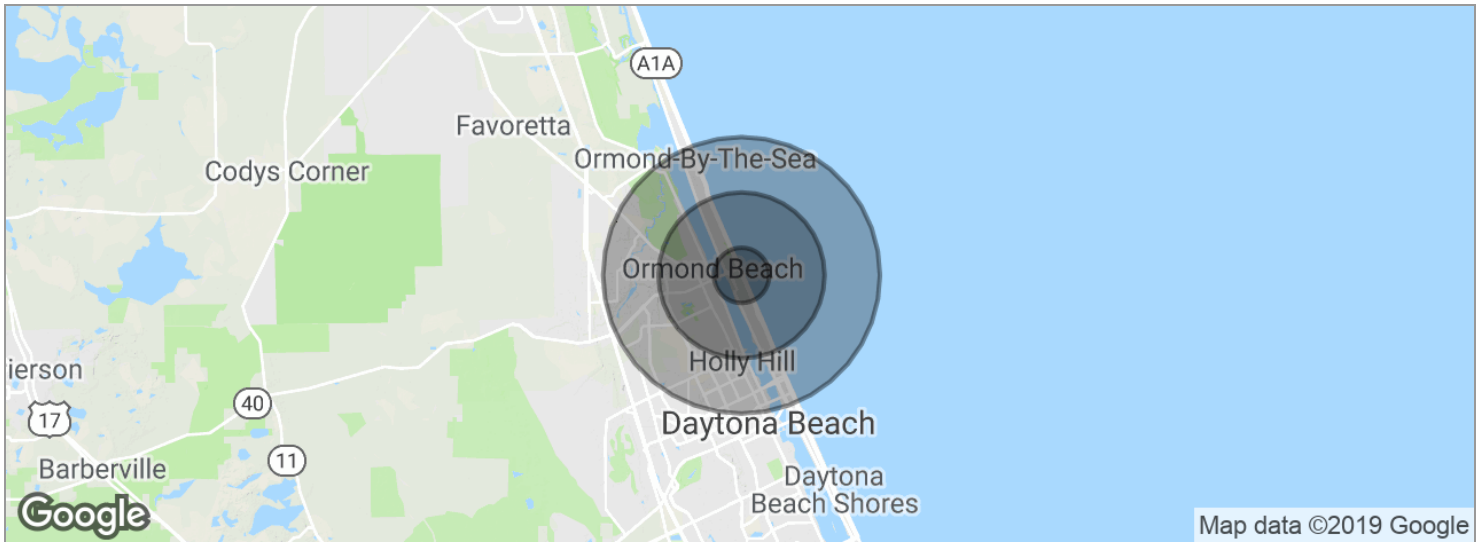 A1A
Favoretta
Ormond-By-The-Sea
Codys Corner
Ormond Beach
Holly Hill
ierson
40
17
Daytona Beach
11
Barberville
Daytona
Beach Shores
Google
Map data ©2019 Google